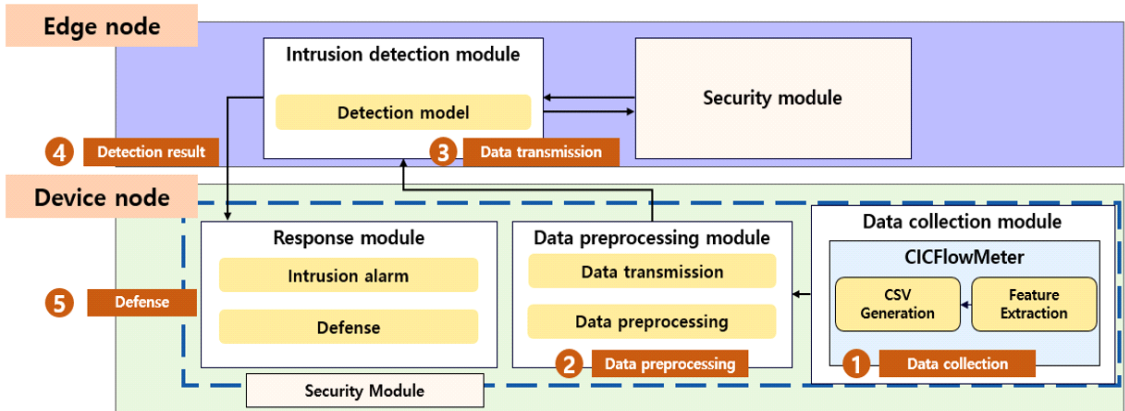 Edge node
Intrusion detection module
Detection model
Security module
4 Detection result
3 Data transmission
Device node
Response module
Intrusion alarm
Defense
5 Defense
Security Module
Data preprocessing module
Data transmission
Data preprocessing
2 Data preprocessing
Data collection module
CICFlowMeter
CSV
Generation
Feature
Extraction
1 Data collection